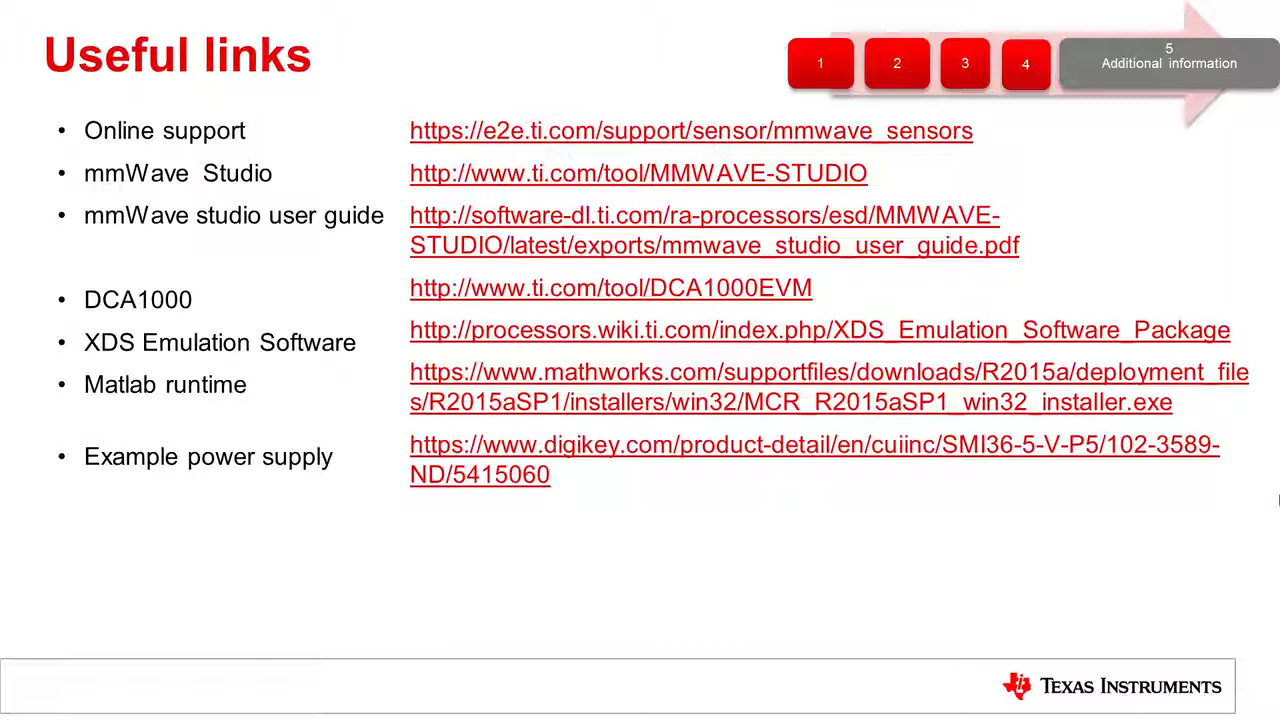 Useful links
1
2
3
4
5
Additional information
• Online support https://e2e.ti.com/support/sensor/mmwave_sensors
• mmWave Studio http://www.ti.com/tool/MMWAVE-STUDIO
• mmWave studio user guide http://software-dl.ti.com/ra-processors/esd/MMWAVE-
STUDIO/latest/exports/mmwave_studio_user_guide.pdf
• DCA1000 http://www.ti.com/tool/DCA1000EVM
• XDS Emulation Software http://processors.wiki.ti.com/index.php/XDS_Emulation_Software_Package
• Matlab runtime https://www.mathworks.com/supportfiles/downloads/R2015a/deployment_file
s/R2015aSP1/installers/win32/MCR_R2015aSP1_win32_installer.exe
• Example power supply https://www.digikey.com/product-detail/en/cuiinc/SMI36-5-V-P5/102-3589-
ND/5415060
TEXAS INSTRUMENTS